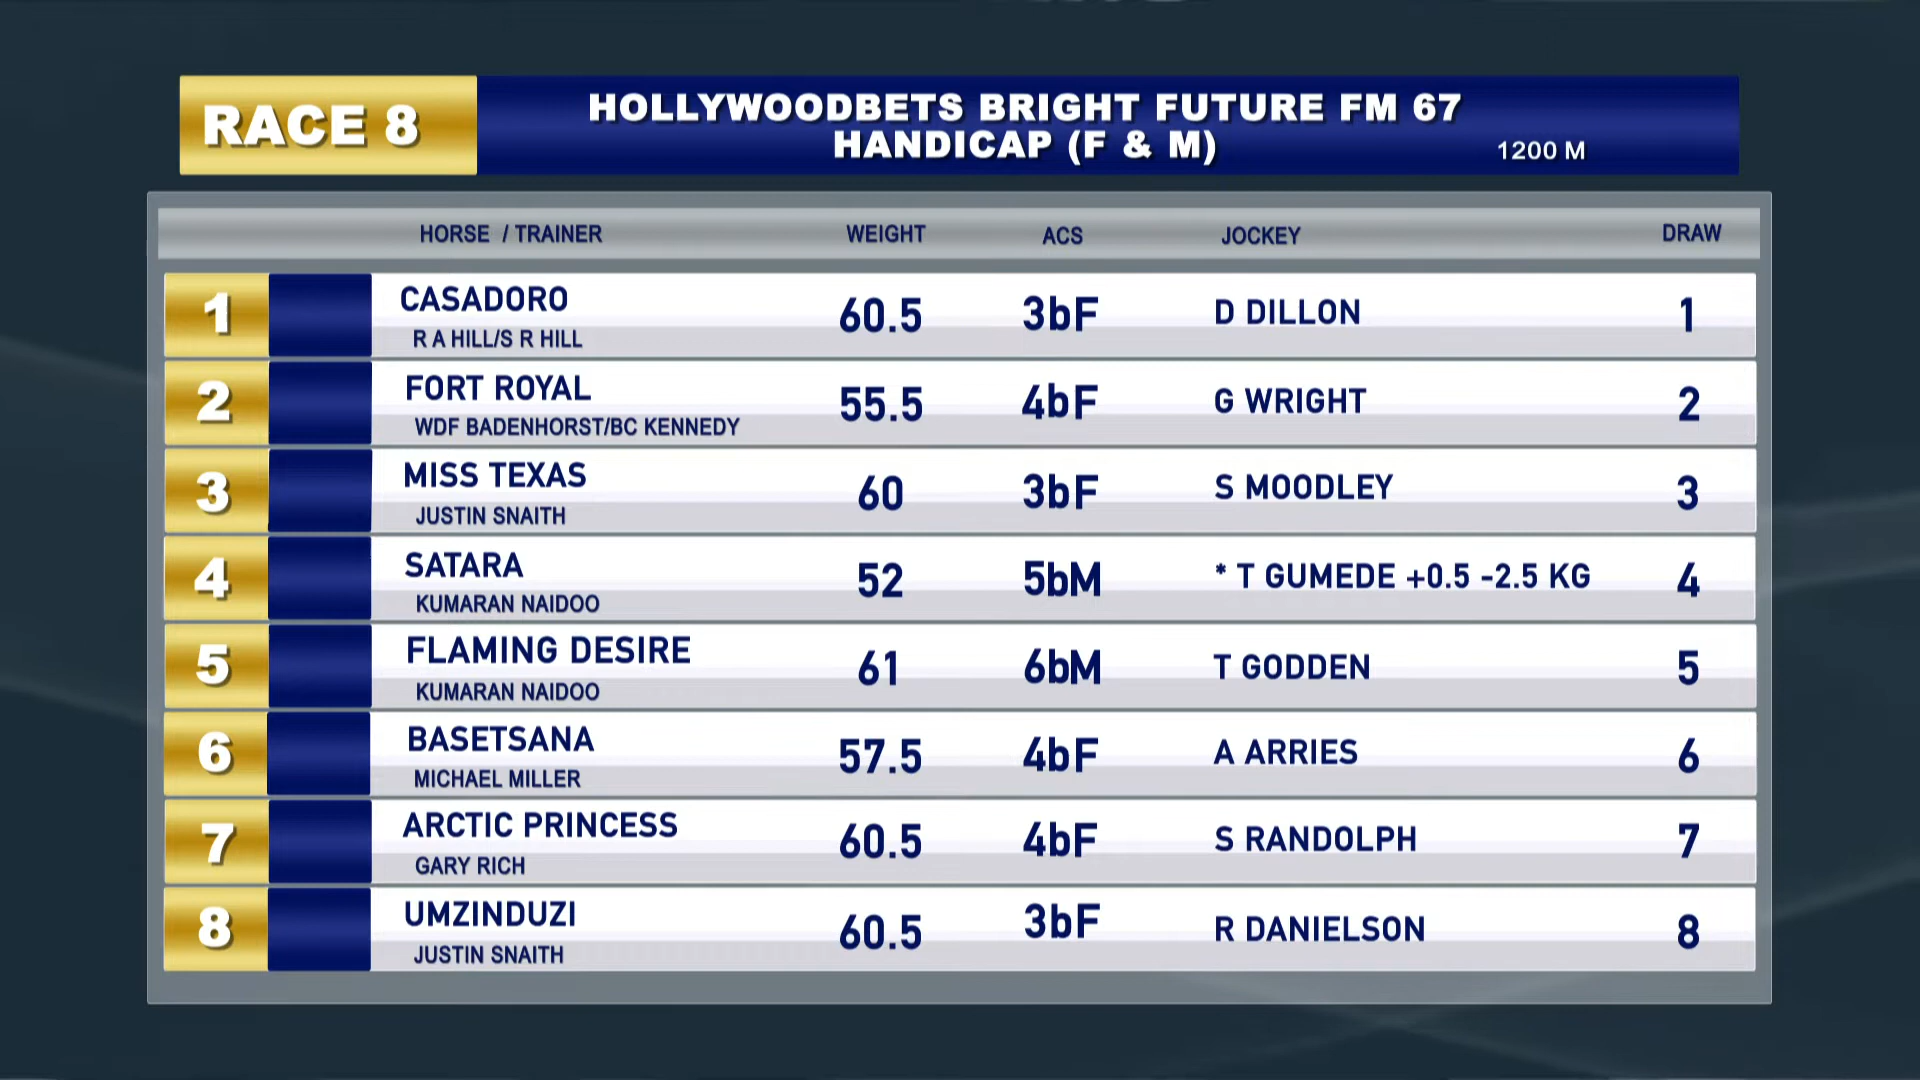 RACE 8
HOLLYWOODBETS BRIGHT FUTURE FM 67
HANDICAP (F & M)
1200 M
HORSE / TRAINER WEIGHT ACS JOCKEY DRAW
1 CASADORO 60.5 3bF D DILLON 1
R A HILL/S R HILL
2 FORT ROYAL 55.5 4bF G WRIGHT 2
WDF BADENHORST/BC KENNEDY
3 MISS TEXAS 60 3bF S MOODLEY 3
JUSTIN SNAITH
4 SATARA 52 5bM * T GUMEDE +0.5 -2.5 KG 4
KUMARAN NAIDOO
5 FLAMING DESIRE 61 6bM T GODDEN 5
KUMARAN NAIDOO
6 BASETSANA 57.5 4bF A ARRIES 6
MICHAEL MILLER
7 ARCTIC PRINCESS 60.5 4bF S RANDOLPH 7
GARY RICH
8 UMZINDUZI 60.5 3bF R DANIELSON 8
JUSTIN SNAITH